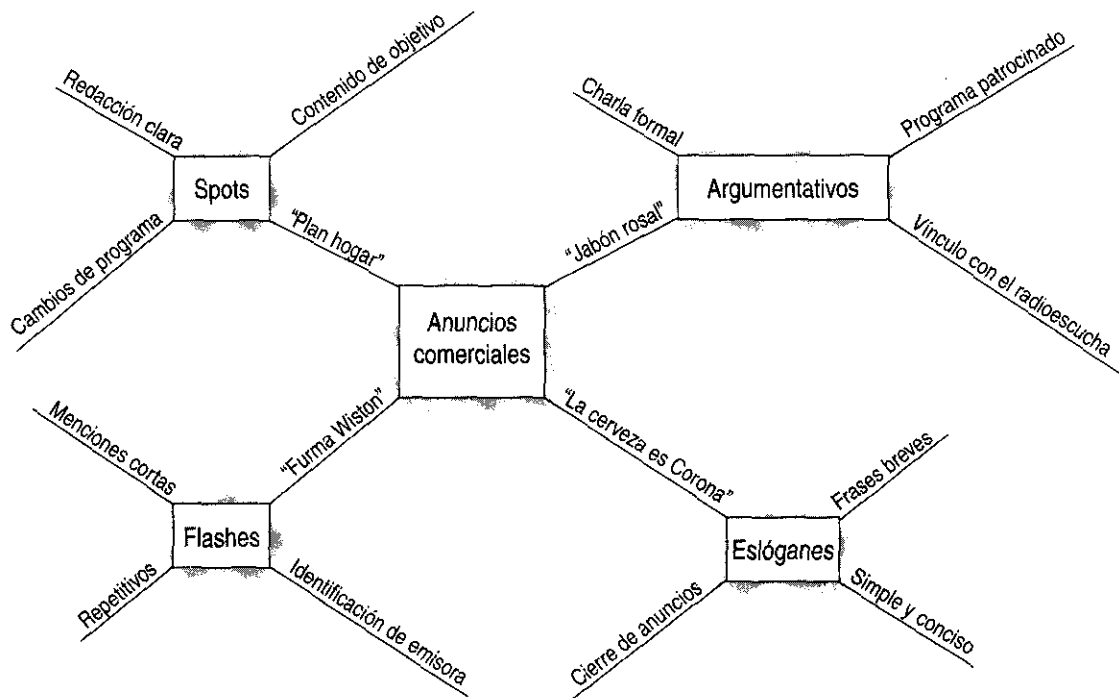 Redacción clara
Contenido de objetivo
Spots
Cambios de programa
“Plan hogar”
Charla formal
Programa patrocinado
Argumentativos
“Jabón rosal”
Vínculo con el radioescucha
Anuncios
comerciales
Menciones cortas
“Furma Wiston”
Flashes
Repetitivos
Identificación de emisora
“La cerveza es Corona”
Frases breves
Eslóganes
Cierre de anuncios
Simple y conciso